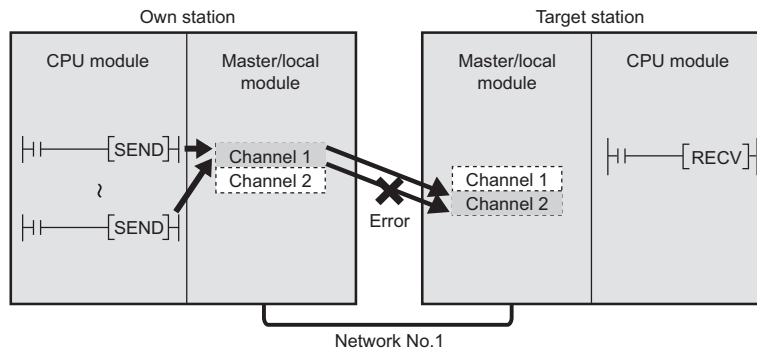 Own station
Target station
CPU module
Master/local
module
Master/local
module
CPU module
SEND
SEND
~
Channel 1
Channel 2
Error
Channel 1
Channel 2
RECV
Network No.1